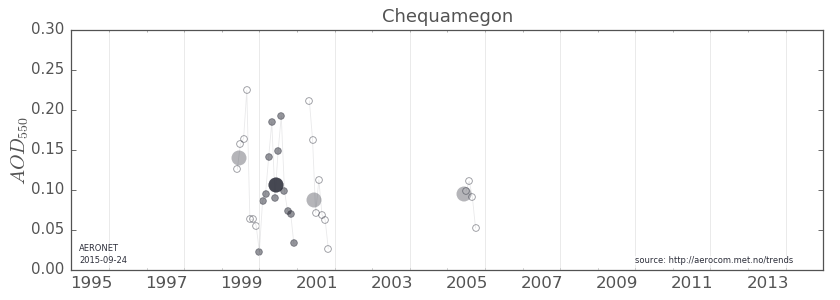 Chequamegon
0.30
0.25
0.20
0.15
0.10
0.05
0.00
AOD550
AERONET
2015-09-24
source: http://aerocom.met.no/trends
1995 1997 1999 2001 2003 2005 2007 2009 2011 2013